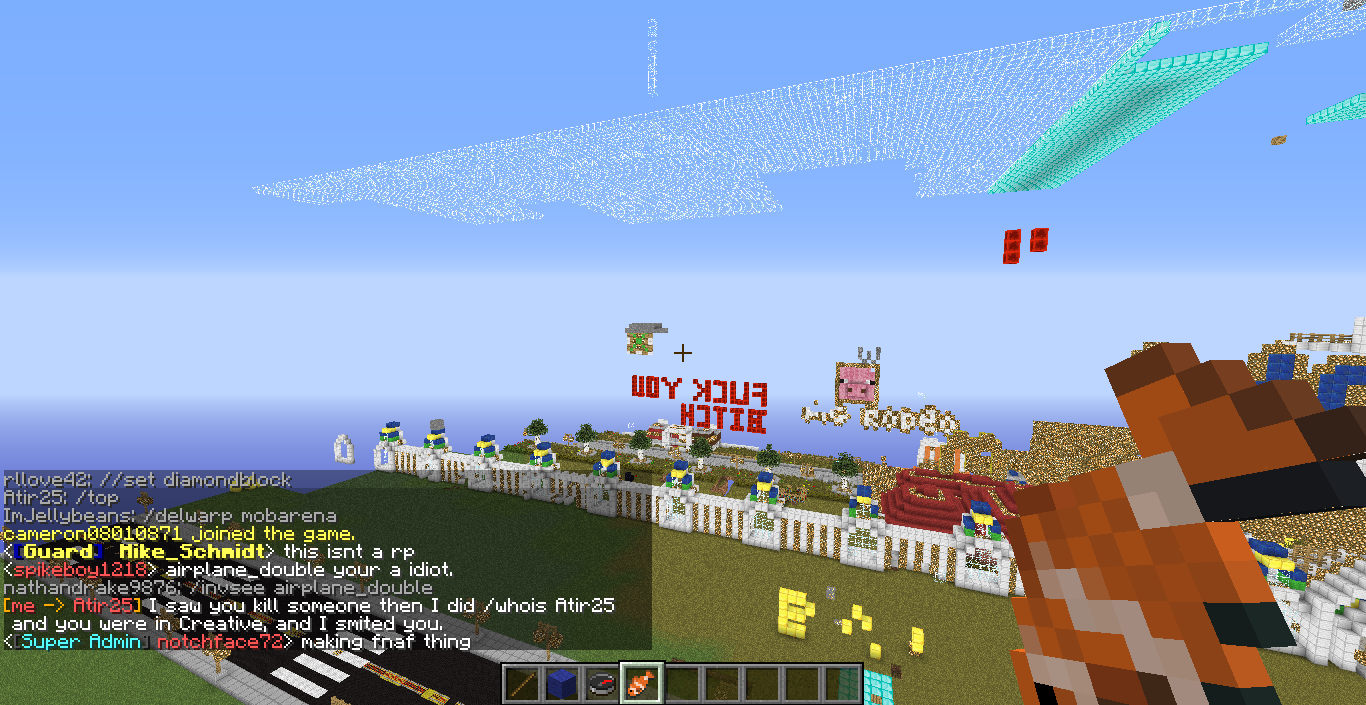 FUCK YOU
BITCH
rllove42: //set diamondblock
Atir25: /top
ImJellybeans: /delwarp mobarena
cameron08010871 joined the game.
<[Guard] Mike_Schmidt> this isnt a rp
<spikeboy1218> airplane_double your a idiot.
nathandrake9876: /invsee airplane_double
[me -> Atir25] I saw you kill someone then I did /whois Atir25
and you were in Creative, and I smited you.
<[Super Admin] notchface72> making fnaf thing